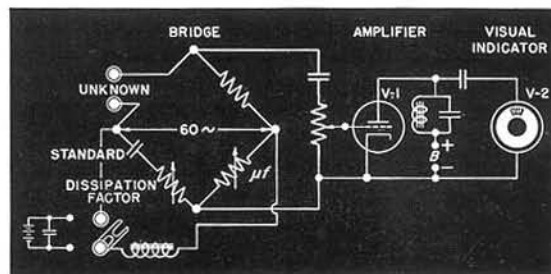 BRIDGE
AMPLIFIER
VISUAL
INDICATOR
UNKNOWN
V-1
V-2
60~
STANDARD
μf
B
+
−
DISSIPATION
FACTOR